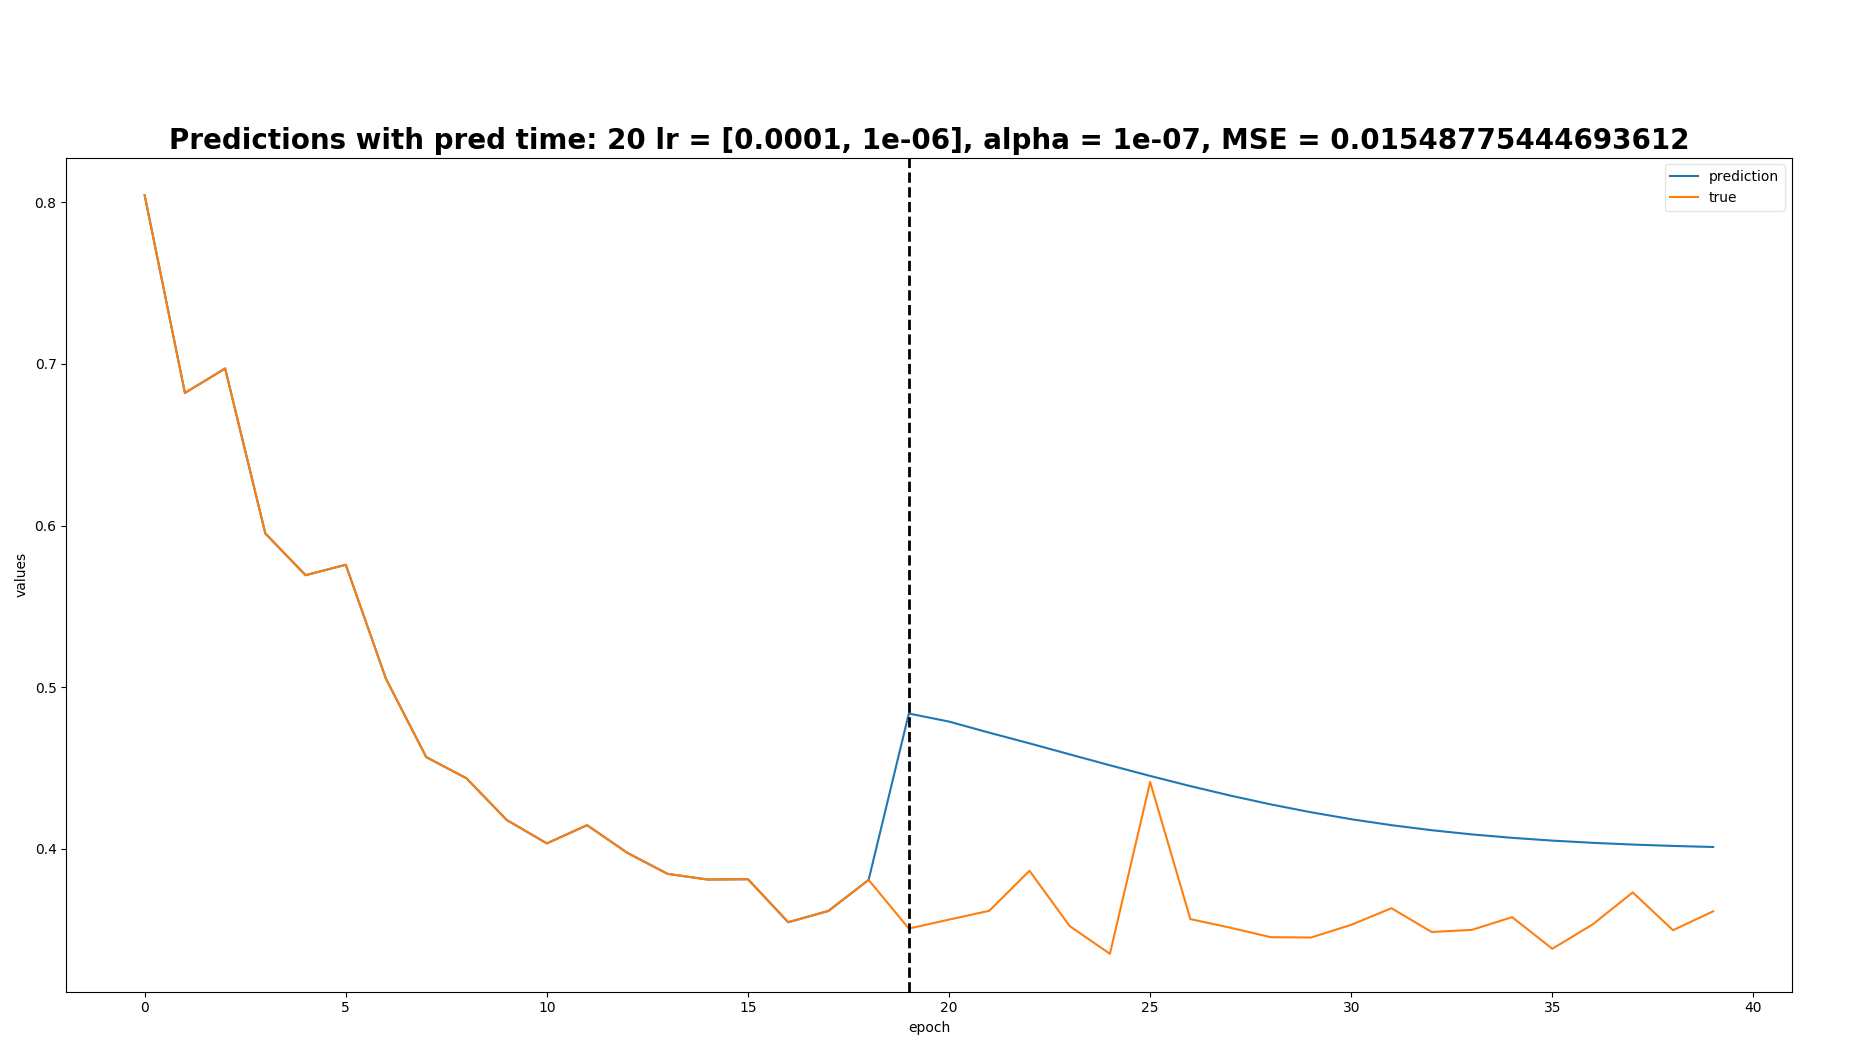 Predictions with pred time: 20 lr = [0.0001, 1e-06], alpha = 1e-07, MSE = 0.01548775444693612
prediction
true
0.8
0.7
0.6
0.5
0.4
values
0 5 10 15 20 25 30 35 40
epoch